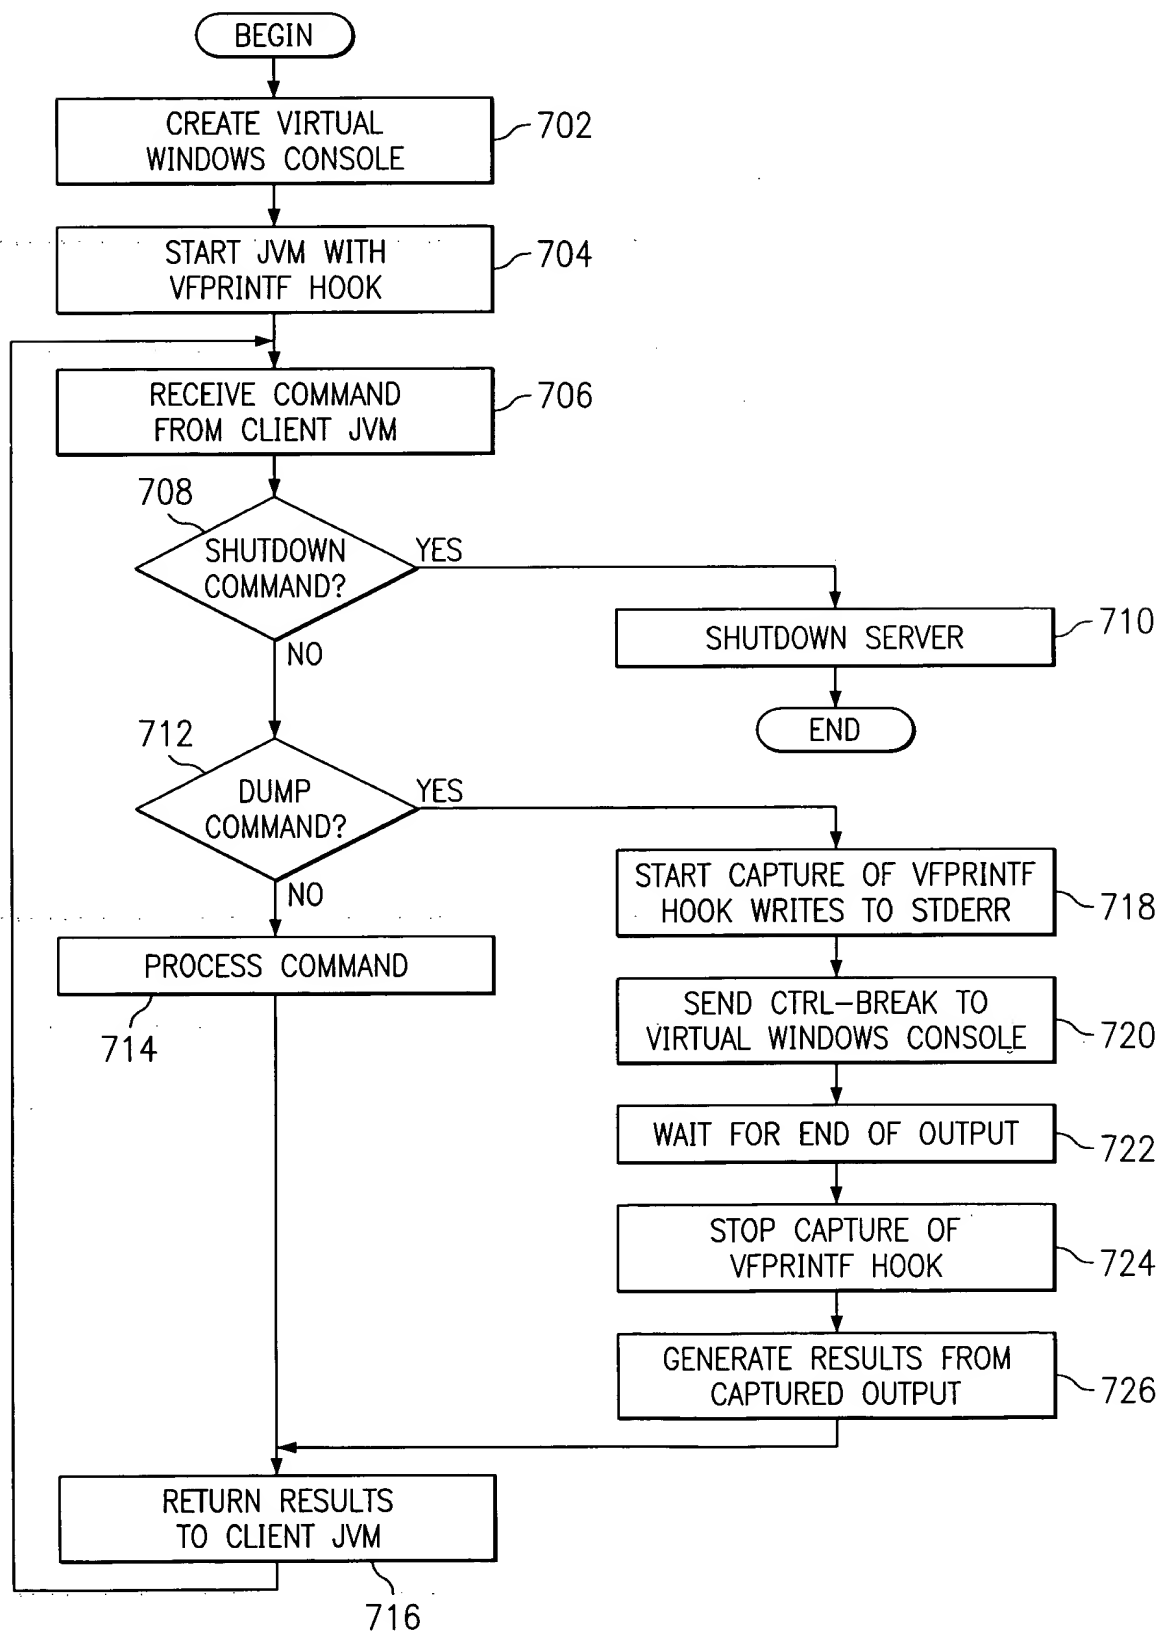 BEGIN
CREATE VIRTUAL
WINDOWS CONSOLE
702
START JVM WITH
VFPRINTF HOOK
704
RECEIVE COMMAND
FROM CLIENT JVM
706
708
SHUTDOWN
COMMAND?
YES
NO
SHUTDOWN SERVER
710
END
712
DUMP
COMMAND?
YES
NO
START CAPTURE OF VFPRINTF
HOOK WRITES TO STDERR
718
PROCESS COMMAND
714
SEND CTRL-BREAK TO
VIRTUAL WINDOWS CONSOLE
720
WAIT FOR END OF OUTPUT
722
STOP CAPTURE OF
VFPRINTF HOOK
724
GENERATE RESULTS FROM
CAPTURED OUTPUT
726
RETURN RESULTS
TO CLIENT JVM
716